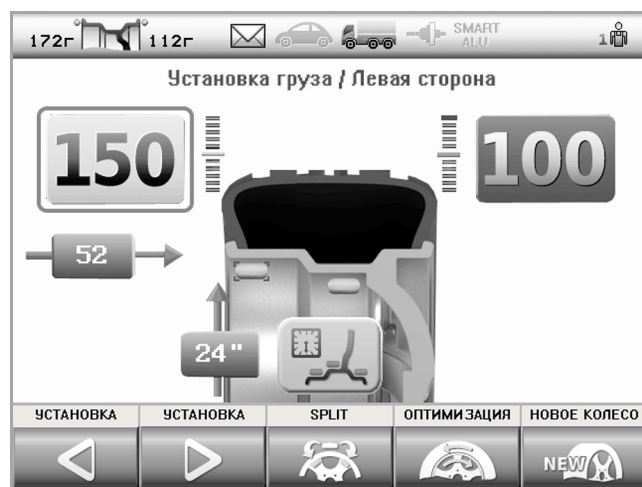 172г 112г SMART ALU 1
Установка груза / Левая сторона
150 100
52
24"
УСТАНОВКА УСТАНОВКА SPLIT ОПТИМИЗАЦИЯ НОВОЕ КОЛЕСО
NEW